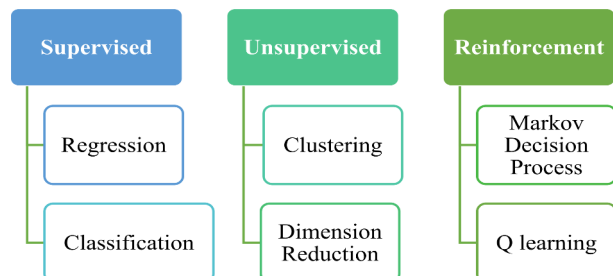 Supervised
Regression
Classification
Unsupervised
Clustering
Dimension
Reduction
Reinforcement
Markov
Decision
Process
Q learning